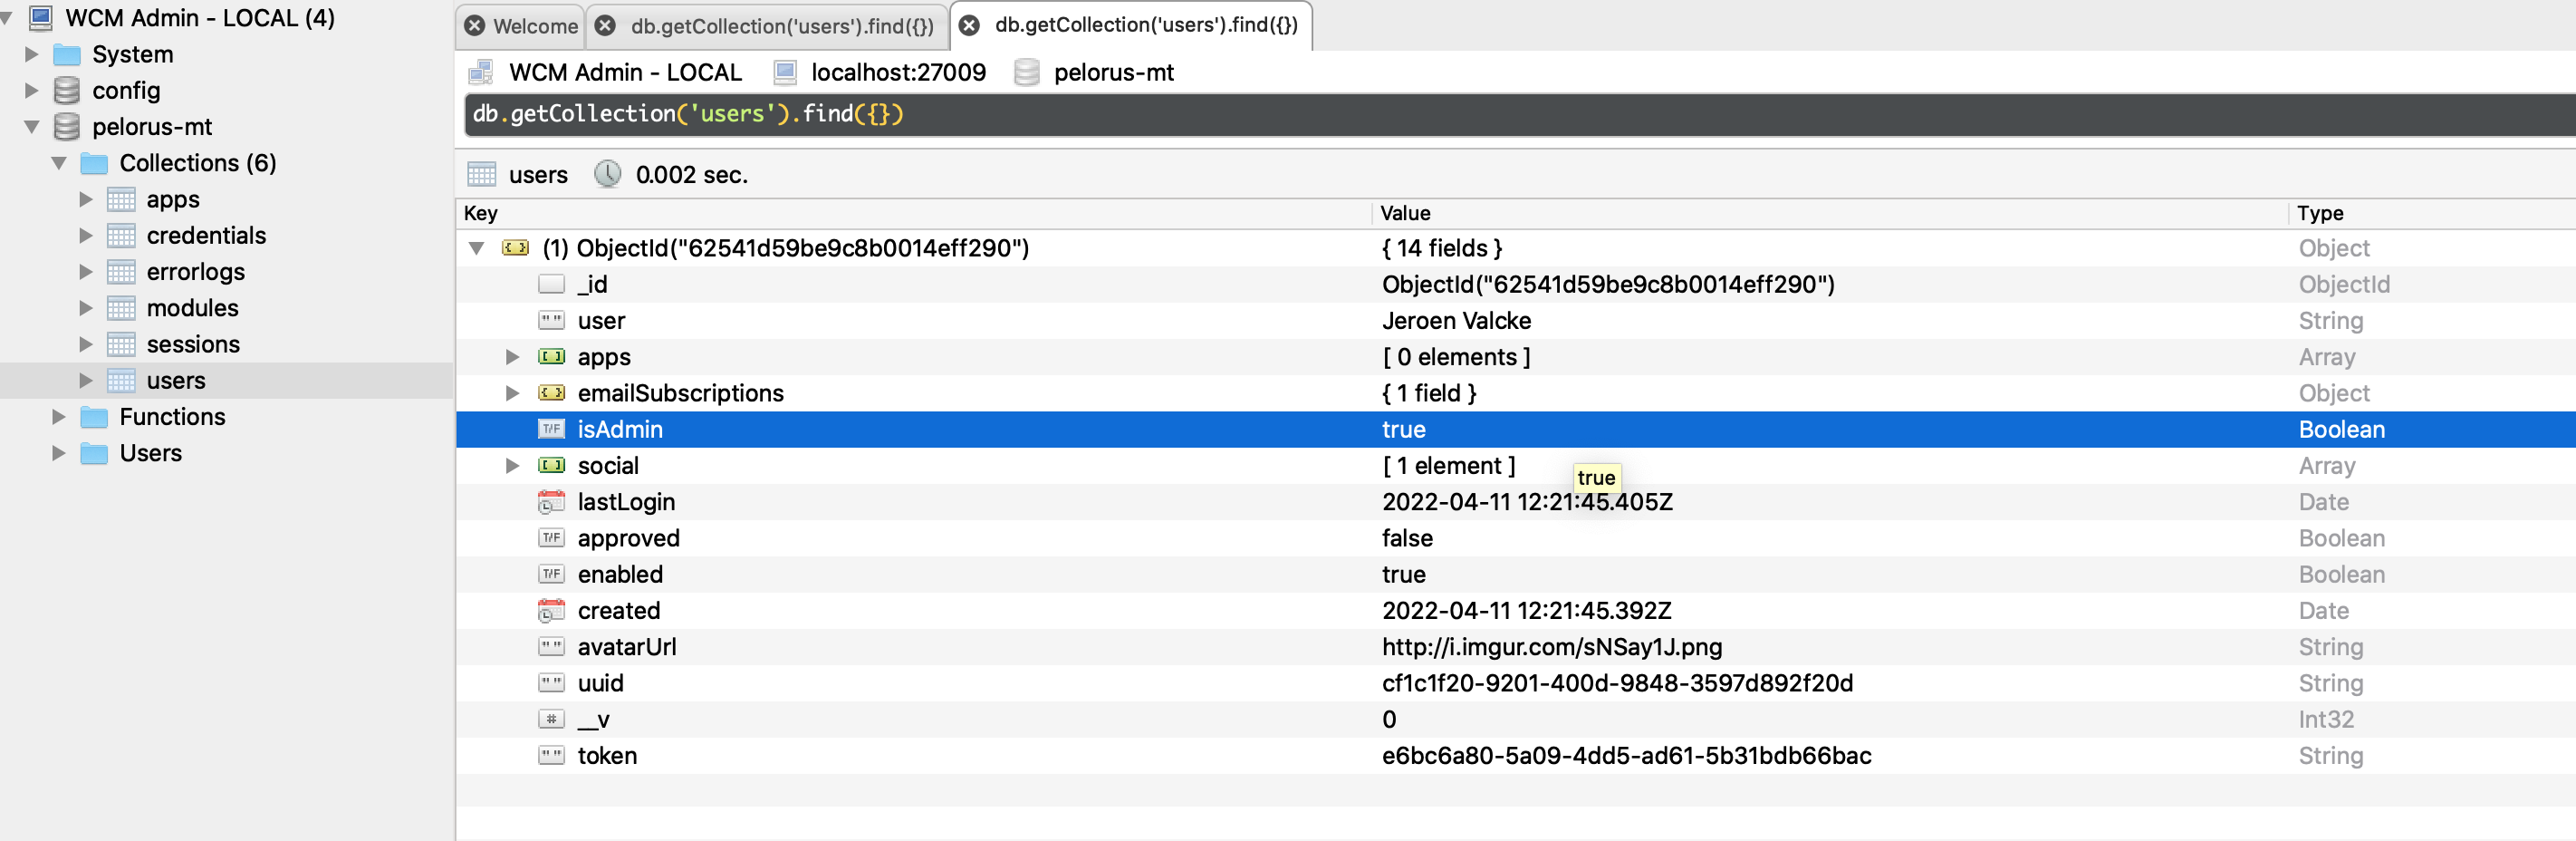 WCM Admin - LOCAL (4)
System
config
pelorus-mt
Collections (6)
apps
credentials
errorlogs
modules
sessions
users
Functions
Users
Welcome db.getCollection('users').find({}) db.getCollection('users').find({})
WCM Admin - LOCAL localhost:27009 pelorus-mt
db.getCollection('users').find({})
users 0.002 sec.
Key Value Type
{ } (1) ObjectId("62541d59be9c8b0014eff290") { 14 fields } Object
_id ObjectId("62541d59be9c8b0014eff290") ObjectId
" " user Jeroen Valcke String
[ ] apps [ 0 elements ] Array
{ } emailSubscriptions { 1 field } Object
T/F isAdmin true Boolean
[ ] social [ 1 element ] Array
true
lastLogin 2022-04-11 12:21:45.405Z Date
T/F approved false Boolean
T/F enabled true Boolean
created 2022-04-11 12:21:45.392Z Date
" " avatarUrl http://i.imgur.com/sNSay1J.png String
" " uuid cf1c1f20-9201-400d-9848-3597d892f20d String
# __v 0 Int32
" " token e6bc6a80-5a09-4dd5-ad61-5b31bdb66bac String